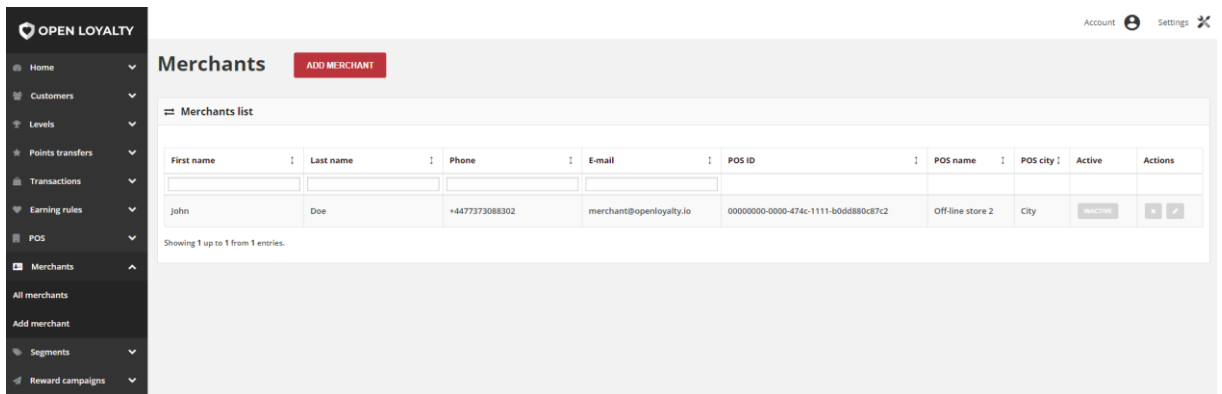 OPEN LOYALTY
Account
Settings
Home
Customers
Levels
Points transfers
Transactions
Earning rules
POS
Merchants
All merchants
Add merchant
Segments
Reward campaigns
Merchants
ADD MERCHANT
Merchants list
First name Last name Phone E-mail POS ID POS name POS city Active Actions
John Doe +4477373088302 merchant@openloyalty.io 00000000-0000-474c-1111-b0dd880c87c2 Off-line store 2 City INACTIVE
Showing 1 up to 1 from 1 entries.